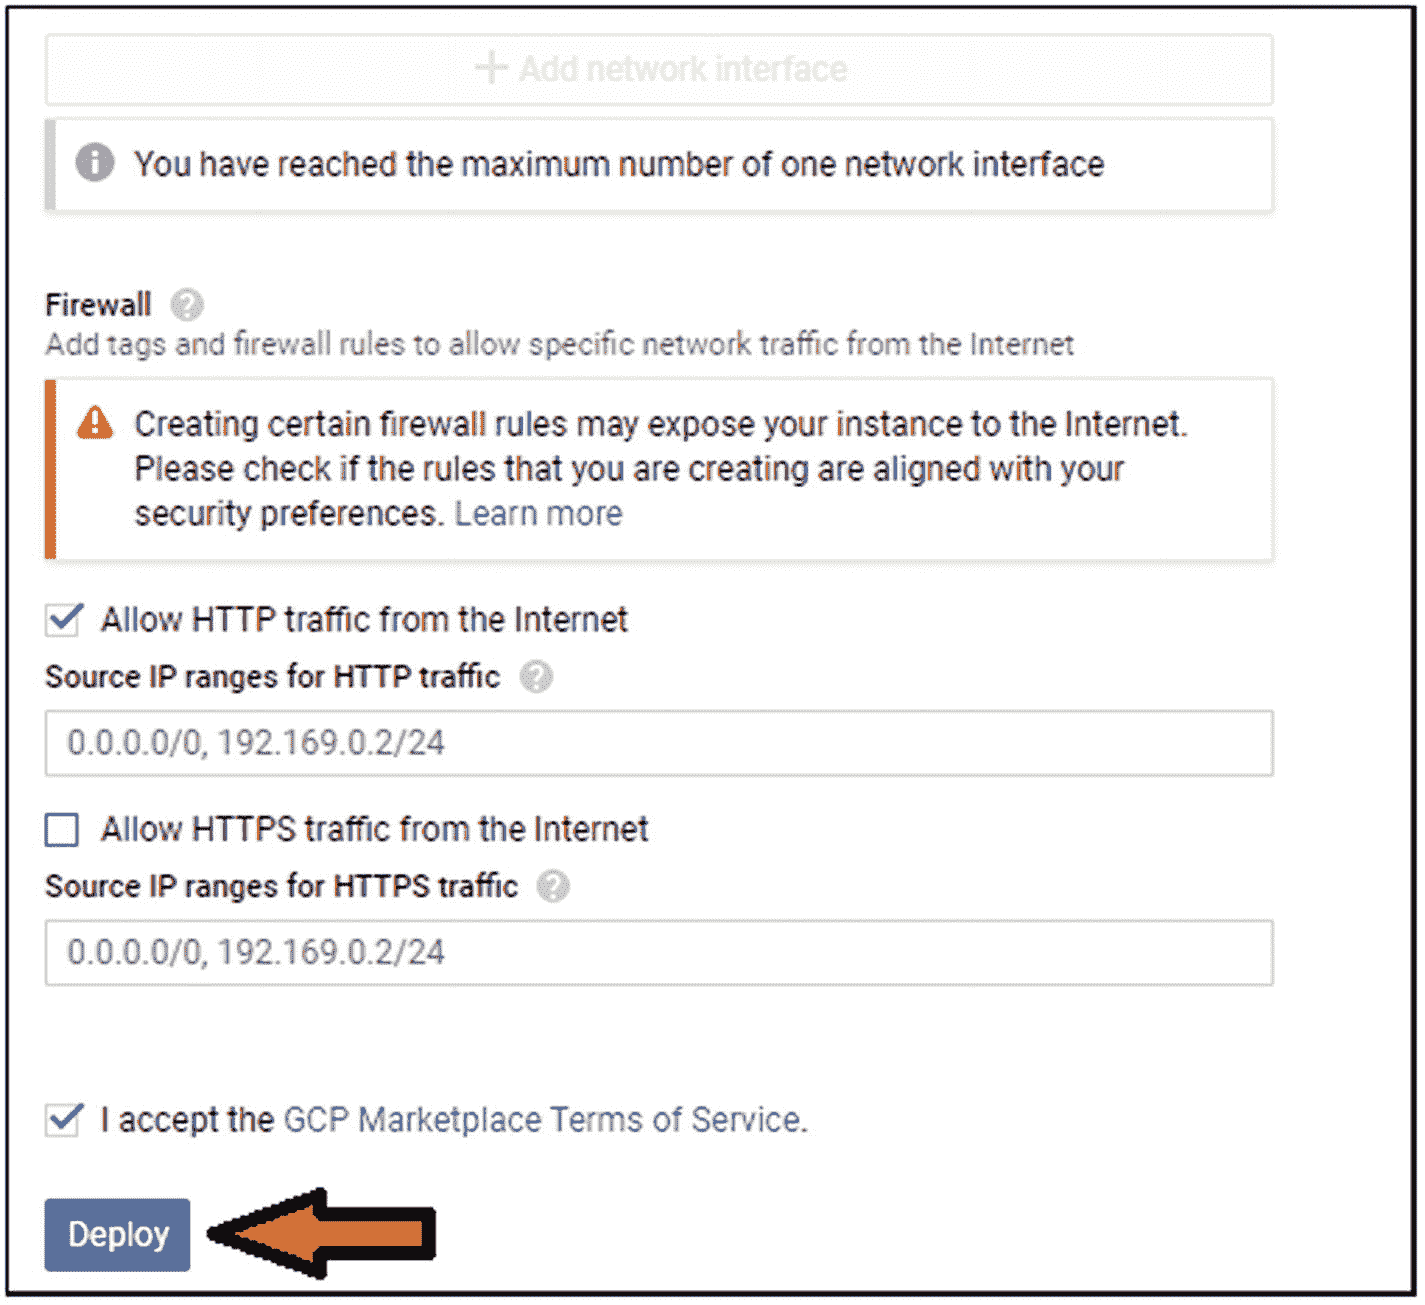 + Add network interface
You have reached the maximum number of one network interface
Firewall
Add tags and firewall rules to allow specific network traffic from the Internet
Creating certain firewall rules may expose your instance to the Internet.
Please check if the rules that you are creating are aligned with your
security preferences. Learn more
Allow HTTP traffic from the Internet
Source IP ranges for HTTP traffic
0.0.0.0/0, 192.169.0.2/24
Allow HTTPS traffic from the Internet
Source IP ranges for HTTPS traffic
0.0.0.0/0, 192.169.0.2/24
I accept the GCP Marketplace Terms of Service.
Deploy